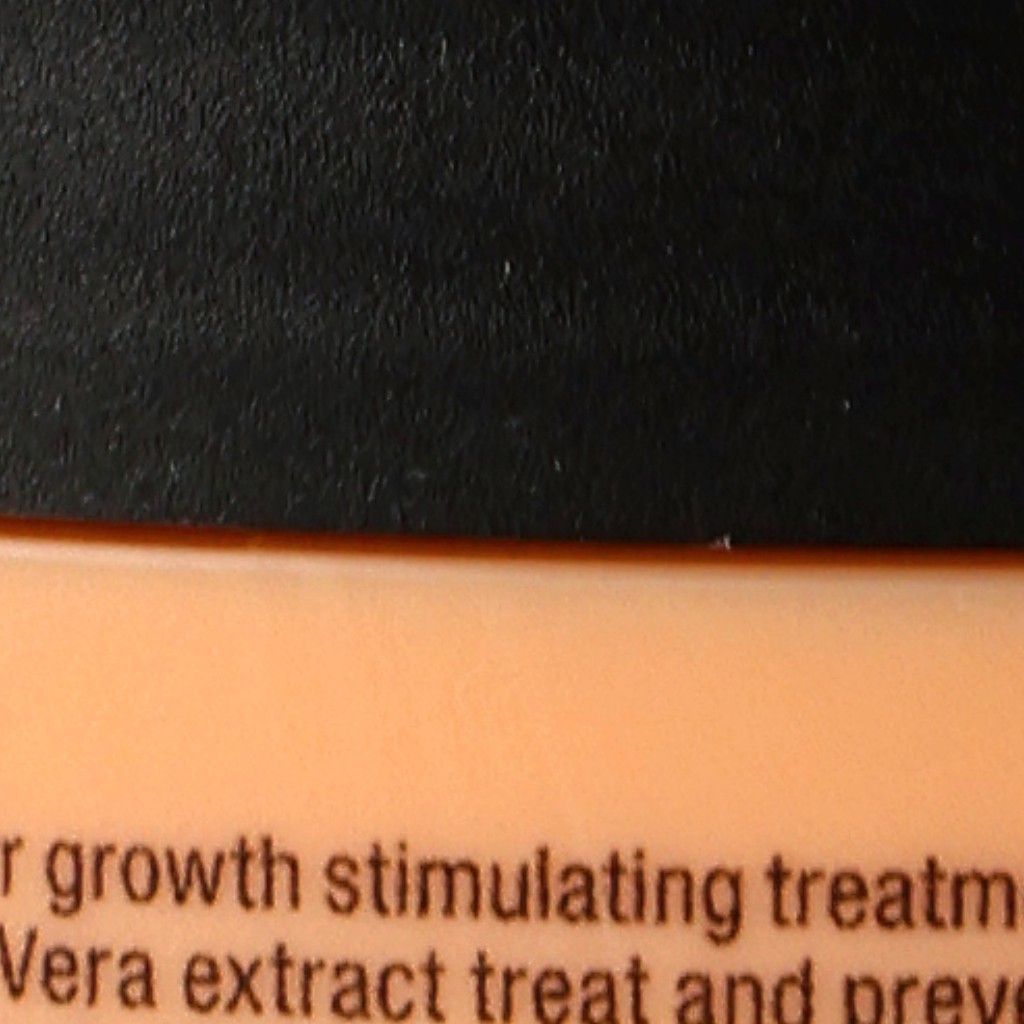 r growth stimulating treatm
Vera extract treat and preve